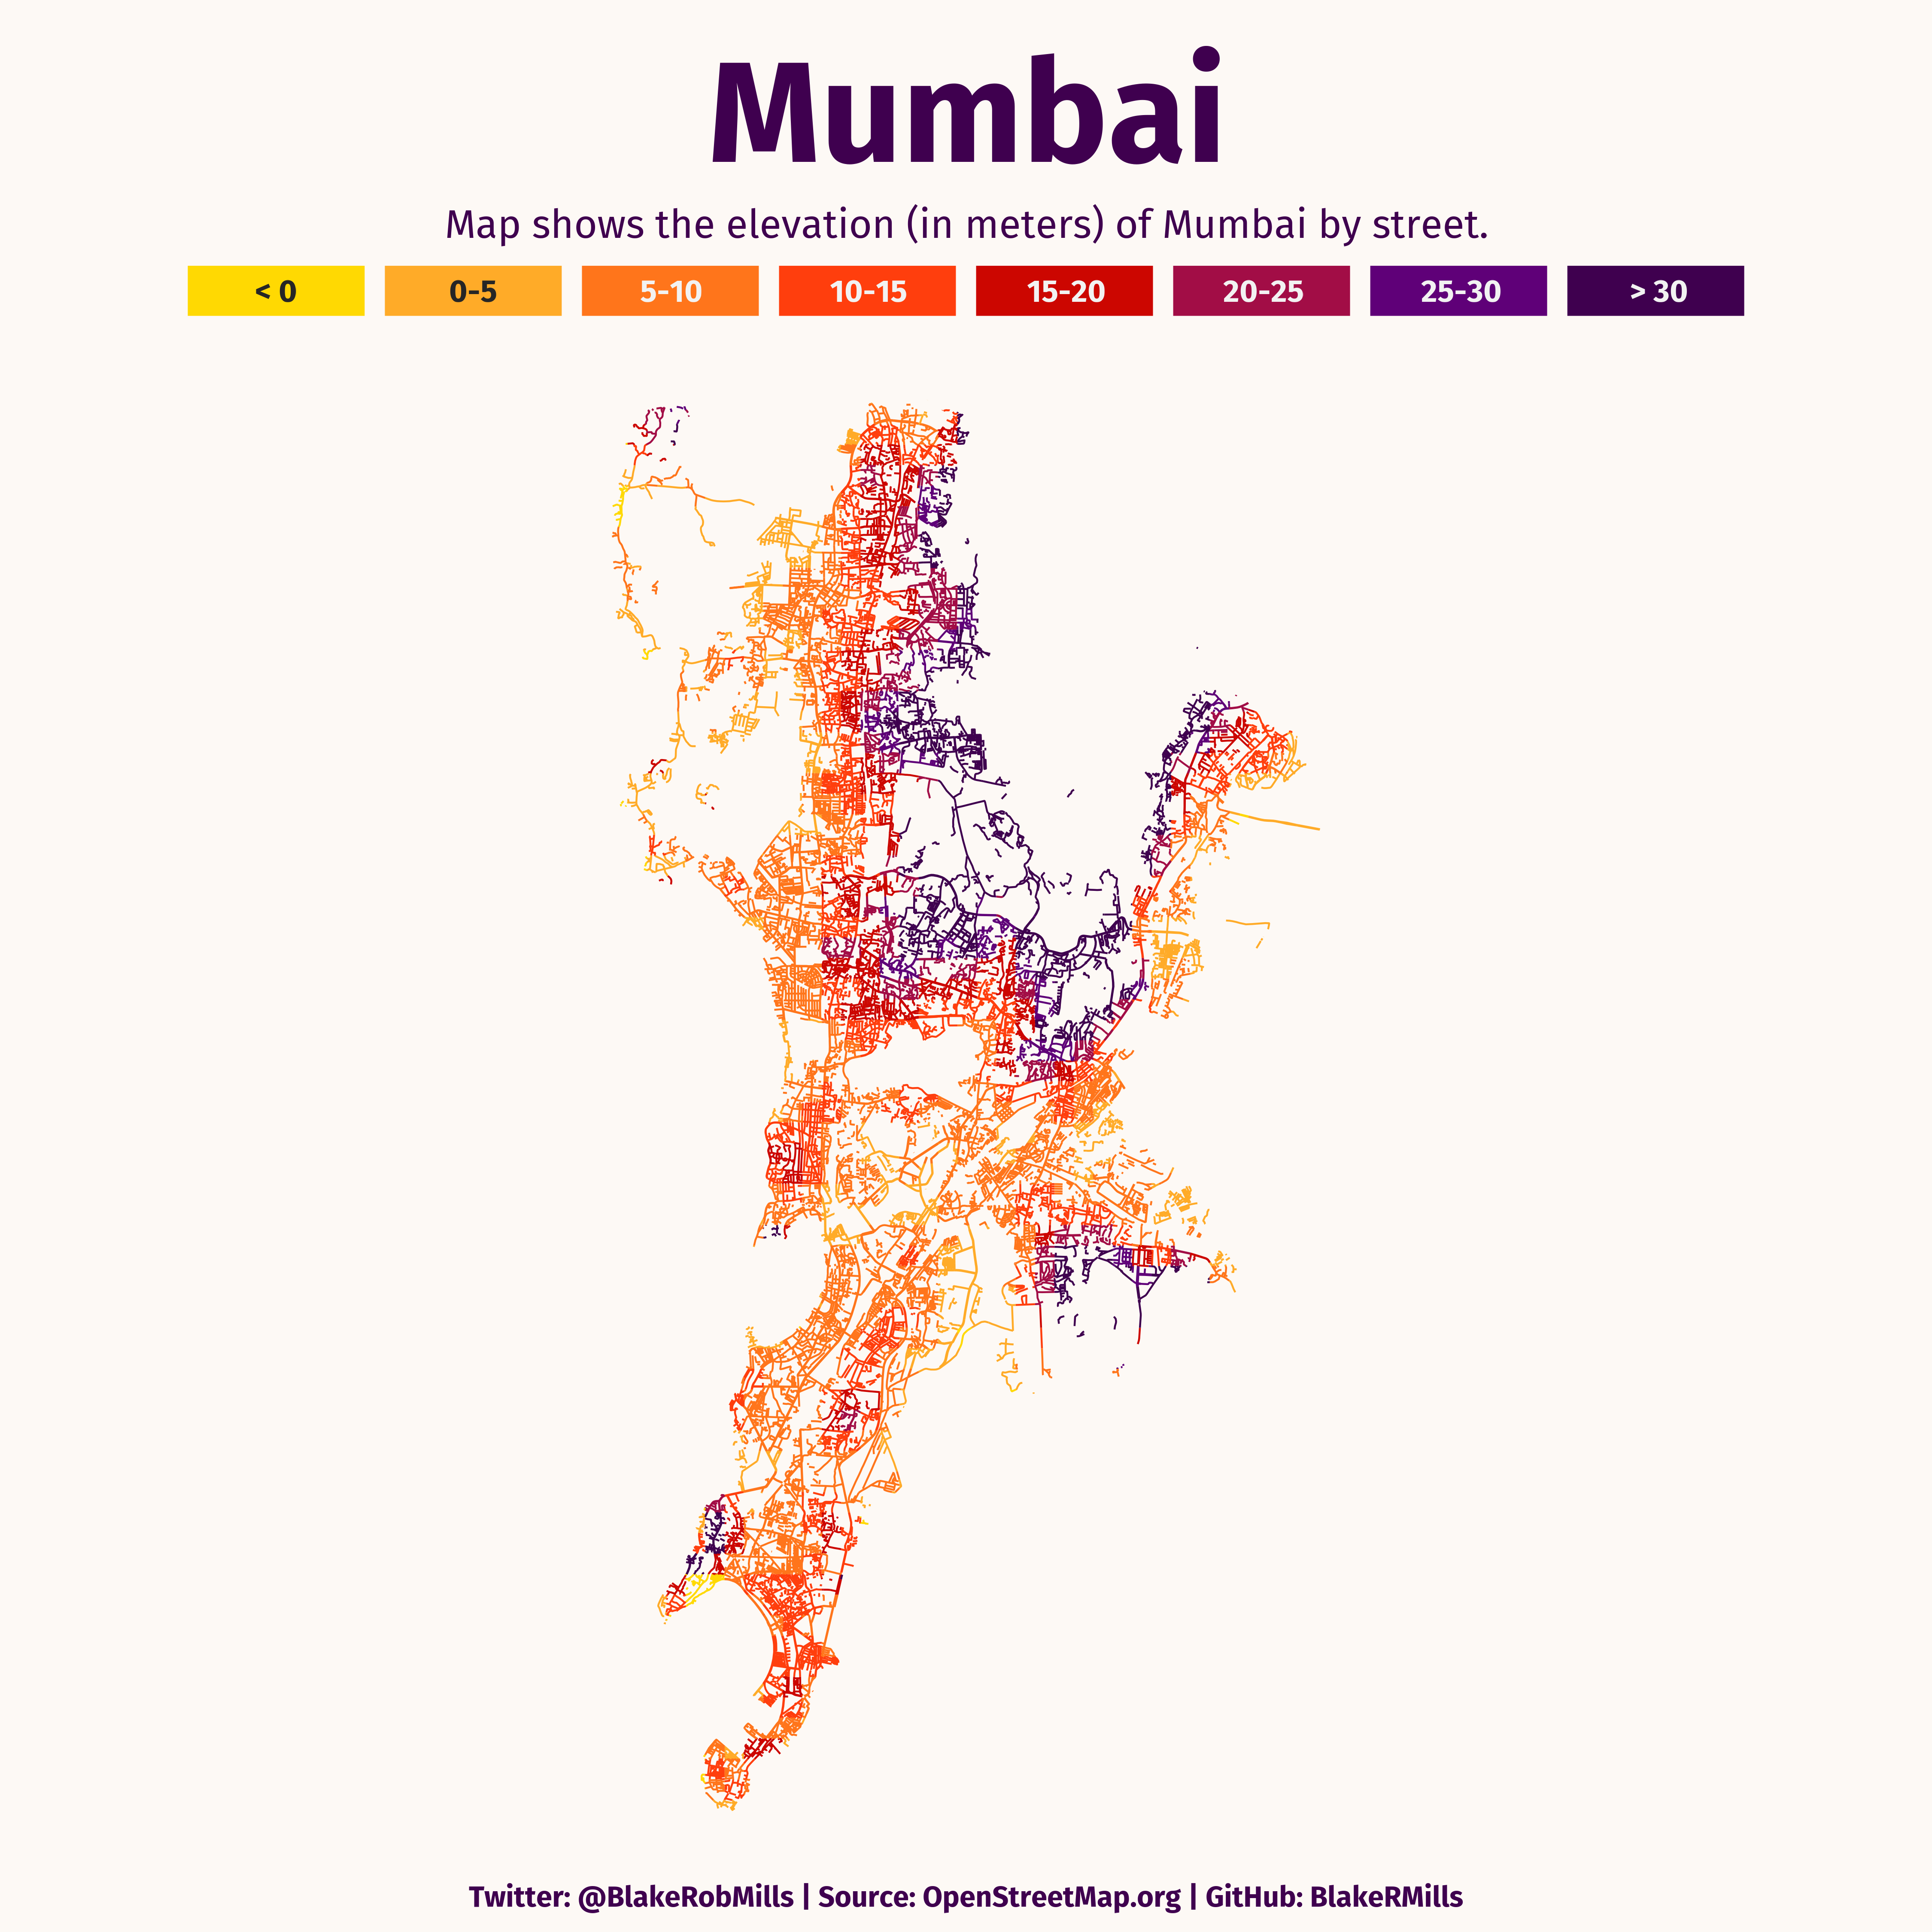 Mumbai
Map shows the elevation (in meters) of Mumbai by street.
< 0 0-5 5-10 10-15 15-20 20-25 25-30 > 30
Twitter: @BlakeRobMills | Source: OpenStreetMap.org | GitHub: BlakeRMills